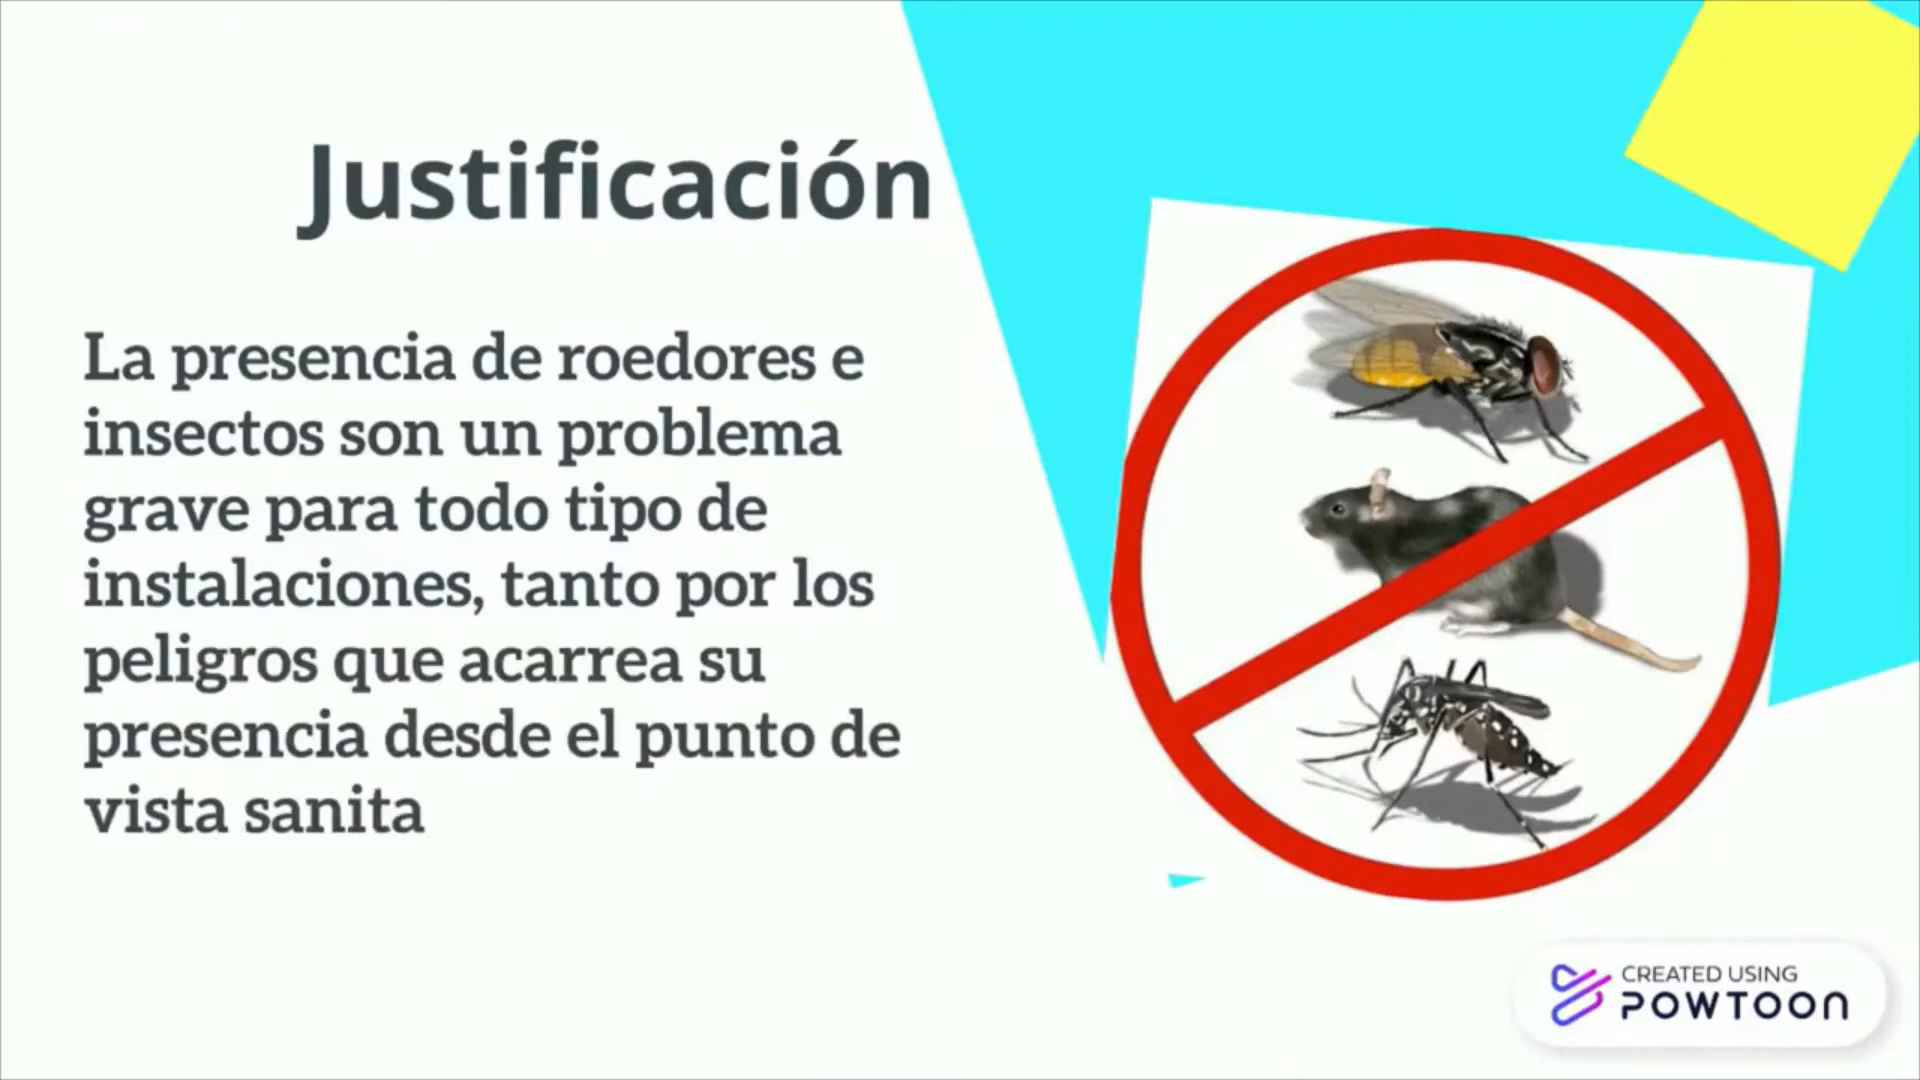 Justificación
La presencia de roedores e
insectos son un problema
grave para todo tipo de
instalaciones, tanto por los
peligros que acarrea su
presencia desde el punto de
vista sanita
CREATED USING
POWTOON